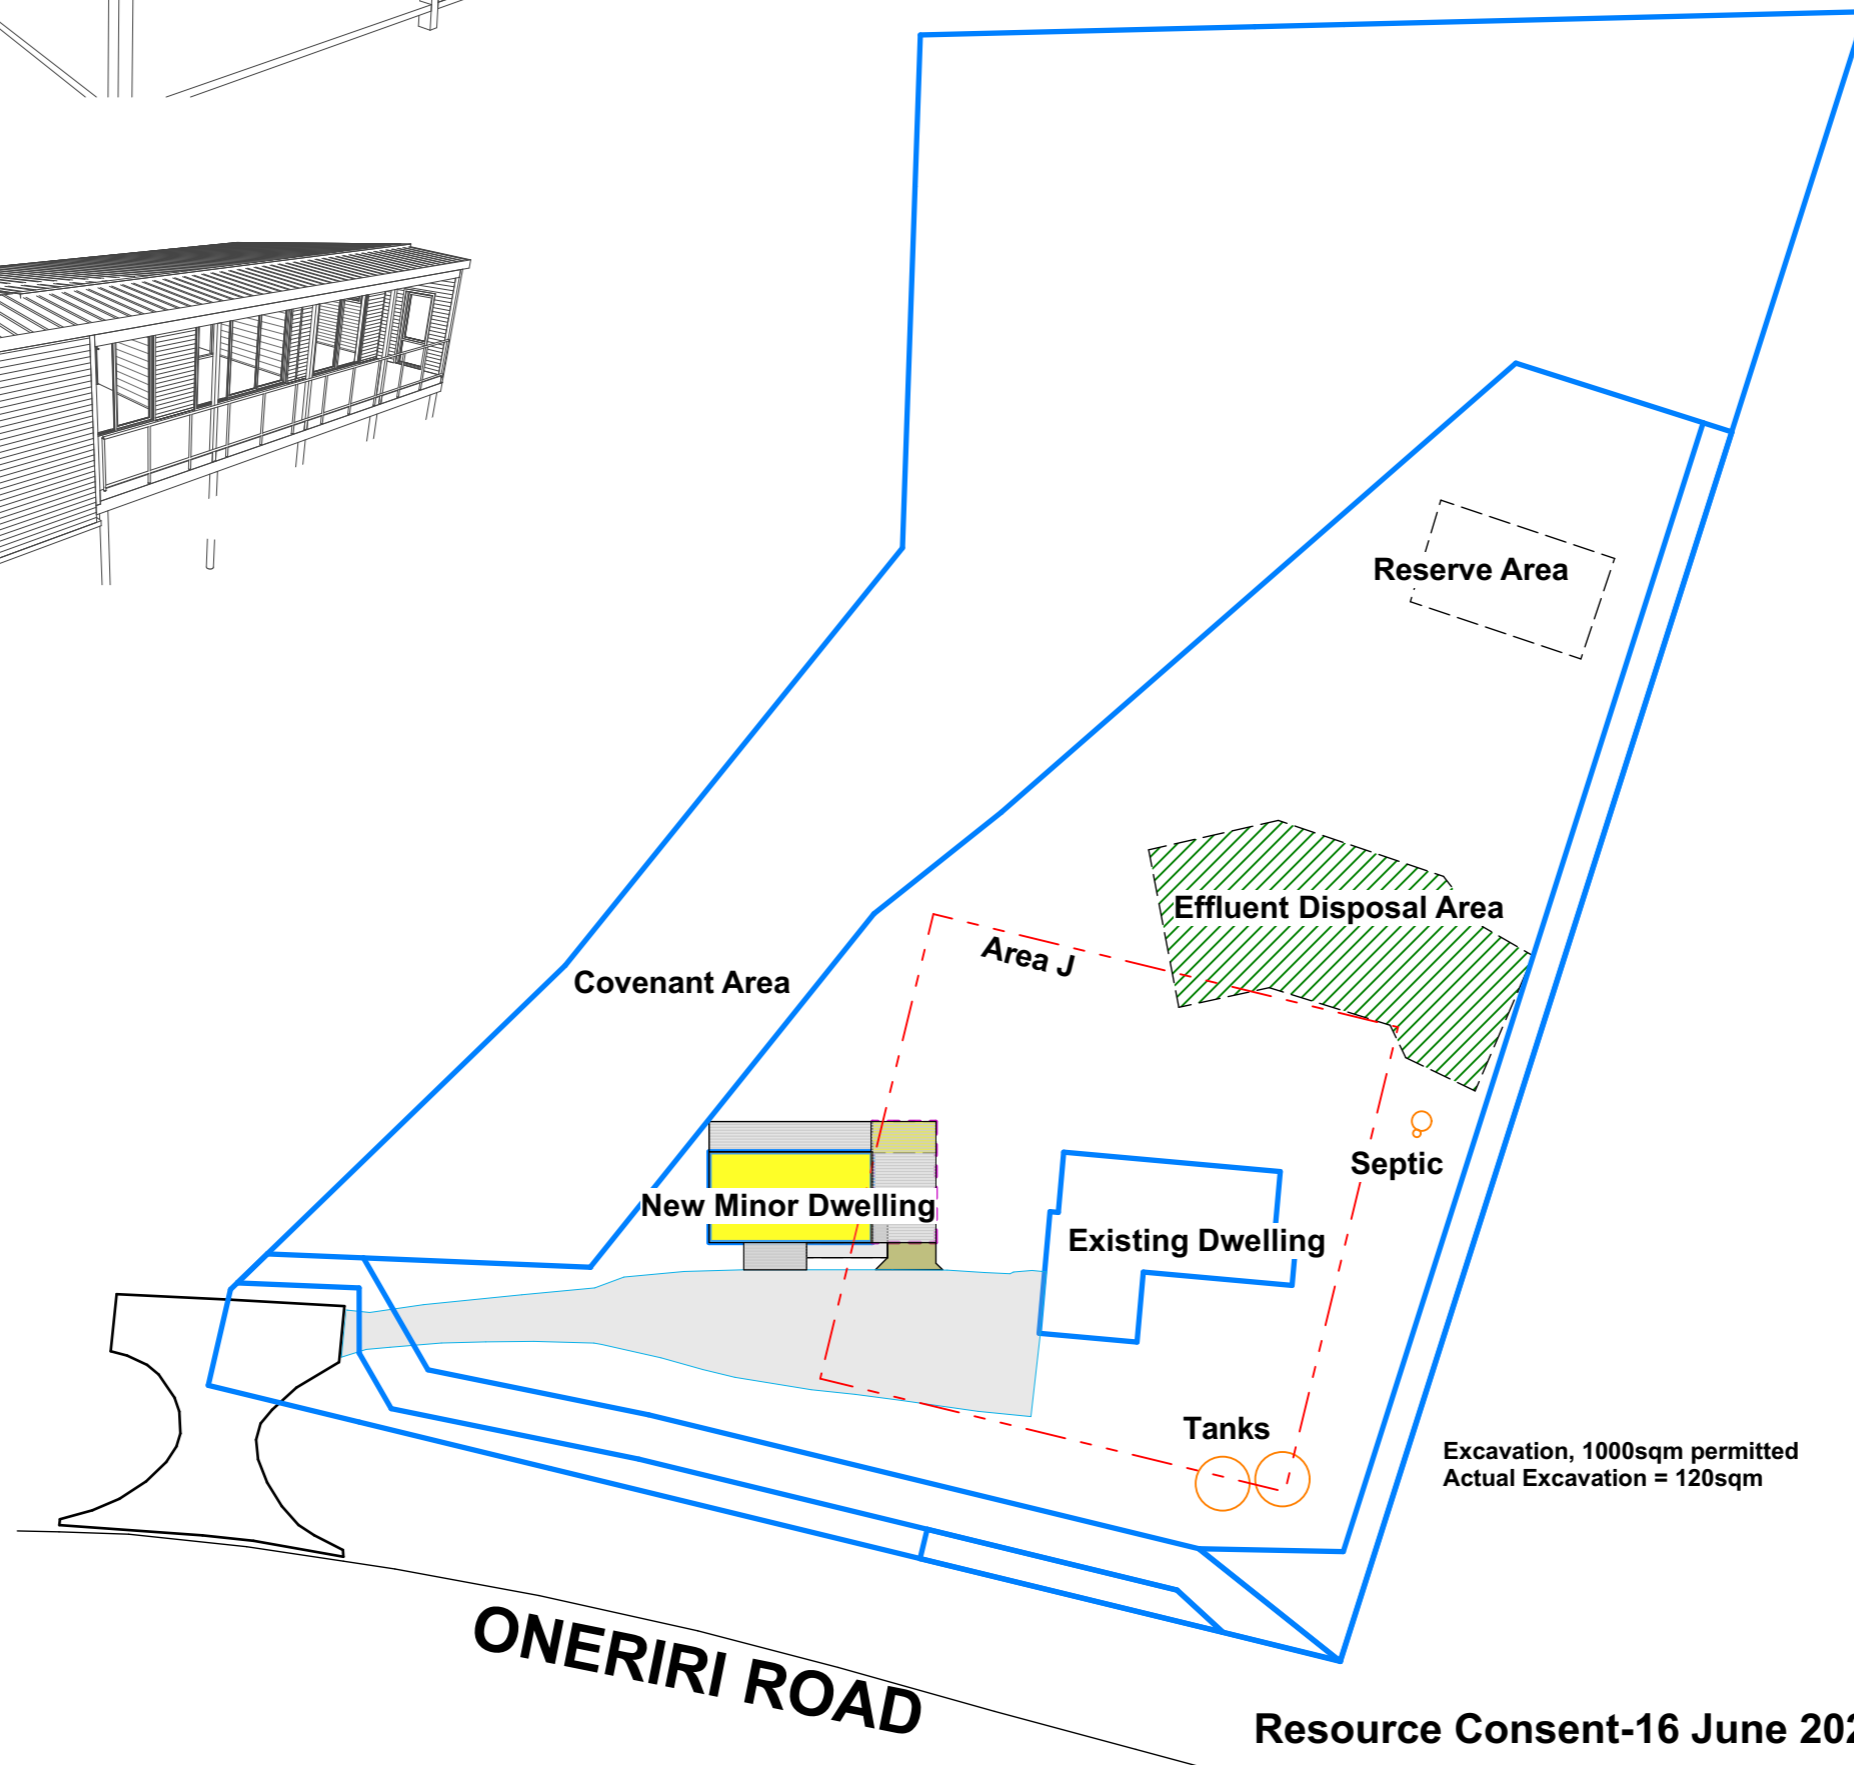 Reserve Area
Effluent Disposal Area
Area J
Covenant Area
Septic
New Minor Dwelling
Existing Dwelling
Tanks
Excavation, 1000sqm permitted
Actual Excavation = 120sqm
ONERIRI ROAD
Resource Consent-16 June